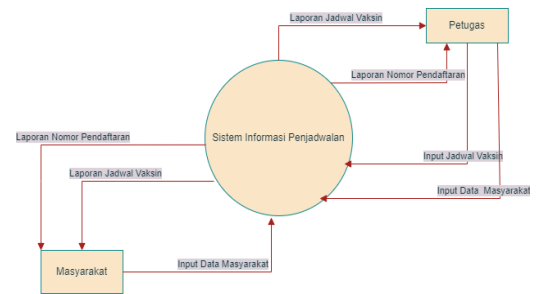 Laporan Jadwal Vaksin
Petugas
Laporan Nomor Pendaftaran
Sistem Informasi Penjadwalan
Laporan Nomor Pendaftaran
Input Jadwal Vaksin
Laporan Jadwal Vaksin
Input Data Masyarakat
Input Data Masyarakat
Masyarakat